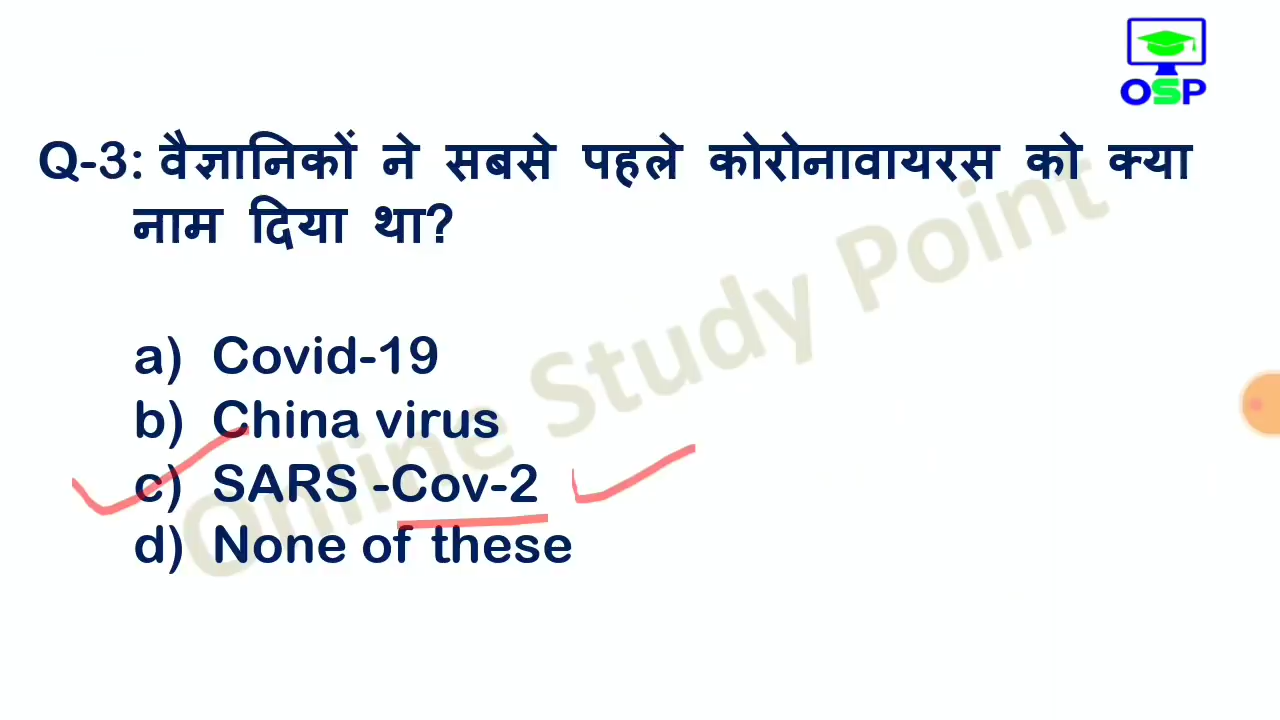 OSP
Q-3: वैज्ञानिकों ने सबसे पहले कोरोनावायरस को क्या
नाम दिया था?
a) Covid-19
b) China virus
c) SARS -Cov-2
d) None of these
Online Study Point